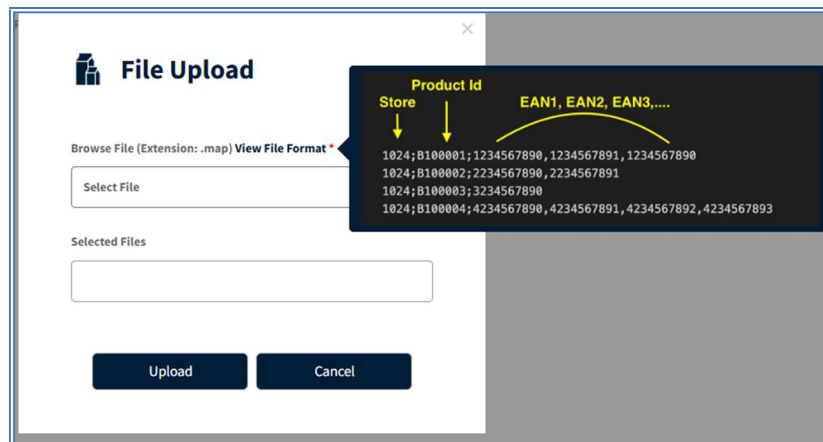 File Upload
Product Id
Store
EAN1, EAN2, EAN3,....
Browse File (Extension: .map) View File Format *
1024;B100001;1234567890,1234567891,1234567890
1024;B100002;2234567890,2234567891
1024;B100003;3234567890
1024;B100004;4234567890,4234567891,4234567892,4234567893
Select File
Selected Files
Upload
Cancel